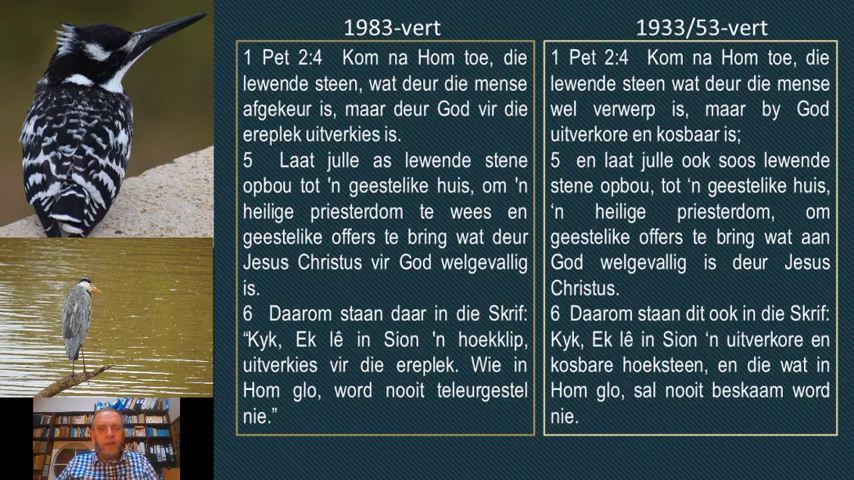 1983-vert
1 Pet 2:4 Kom na Hom toe, die
lewende steen, wat deur die mense
afgekeur is, maar deur God vir die
ereplek uitverkies is.
5 Laat julle as lewende stene
opbou tot 'n geestelike huis, om 'n
heilige priesterdom te wees en
geestelike offers te bring wat deur
Jesus Christus vir God welgevallig
is.
6 Daarom staan daar in die Skrif:
“Kyk, Ek lê in Sion 'n hoekklip,
uitverkies vir die ereplek. Wie in
Hom glo, word nooit teleurgestel
nie.”
1933/53-vert
1 Pet 2:4 Kom na Hom toe, die
lewende steen wat deur die mense
wel verwerp is, maar by God
uitverkore en kosbaar is;
5 en laat julle ook soos lewende
stene opbou, tot ‘n geestelike huis,
‘n heilige priesterdom, om
geestelike offers te bring wat aan
God welgevallig is deur Jesus
Christus.
6 Daarom staan dit ook in die Skrif:
Kyk, Ek lê in Sion ‘n uitverkore en
kosbare hoeksteen, en die wat in
Hom glo, sal nooit beskaam word
nie.